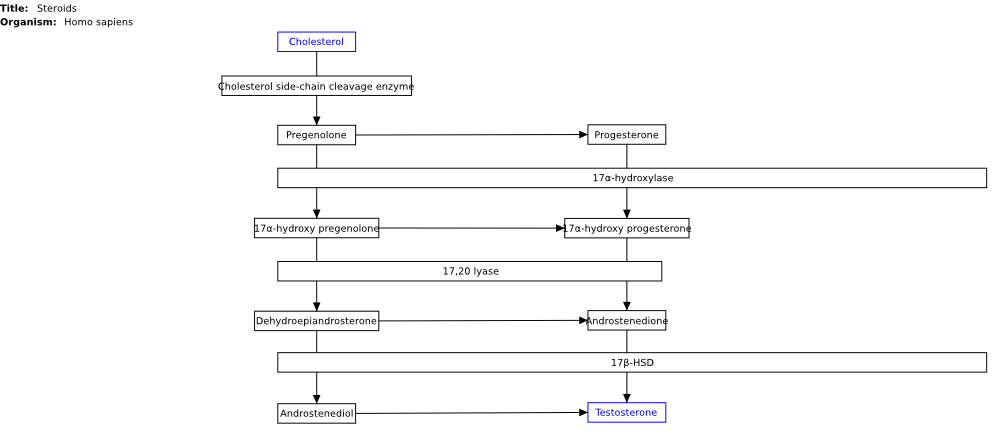 Title: Steroids
Organism: Homo sapiens
Cholesterol
Cholesterol side-chain cleavage enzyme
Pregenolone
Progesterone
17α-hydroxylase
17α-hydroxy pregenolone
17α-hydroxy progesterone
17,20 lyase
Dehydroepiandrosterone
Androstenedione
17β-HSD
Androstenediol
Testosterone